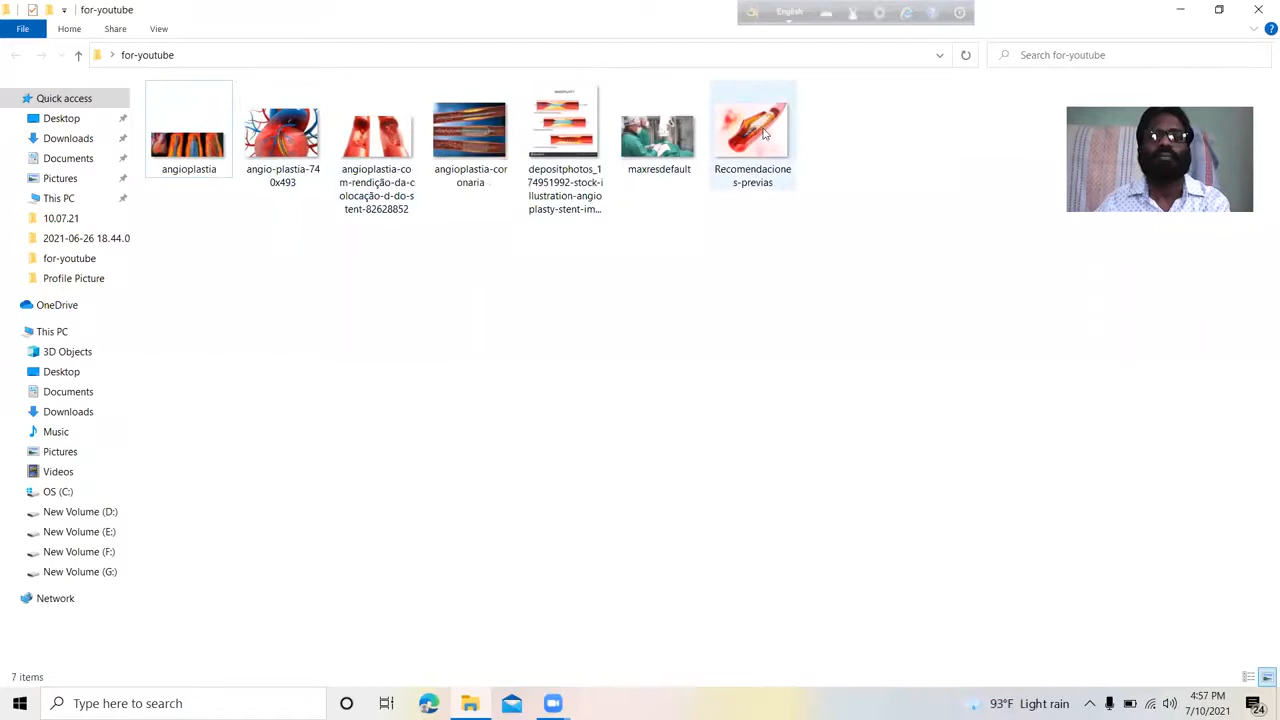 for-youtube
English
File
Home
Share
View
for-youtube
Search for-youtube
Quick access
Desktop
Downloads
Documents
Pictures
This PC
10.07.21
2021-06-26 18.44.0
for-youtube
Profile Picture
OneDrive
This PC
3D Objects
Desktop
Documents
Downloads
Music
Pictures
Videos
OS (C:)
New Volume (D:)
New Volume (E:)
New Volume (F:)
New Volume (G:)
Network
angioplastia
angio-plastia-74
0x493
angioplastia-co
m-rendição-da-c
olocação-d-do-s
tent-82628852
angioplastia-cor
onaria
depositphotos_1
74951992-stock-i
llustration-angio
plasty-stent-im...
maxresdefault
Recomendacione
s-previas
7 items
Type here to search
93°F Light rain
4:57 PM
7/10/2021
24